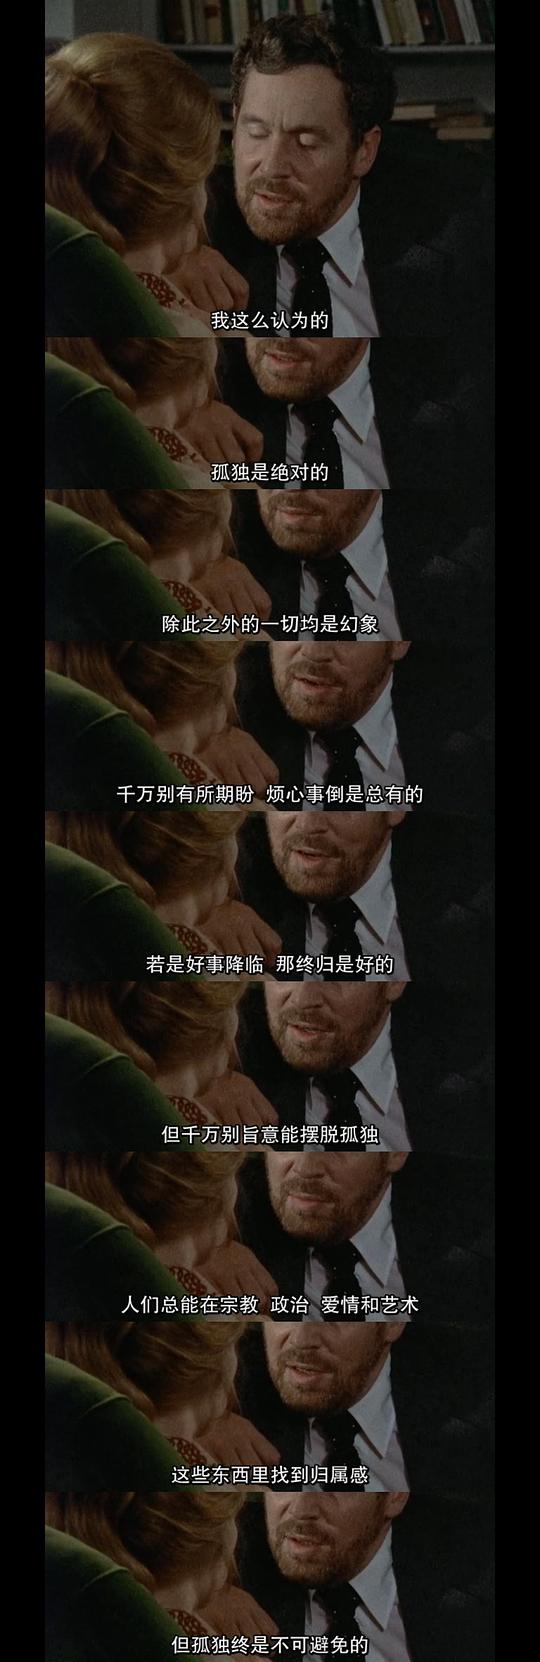 我这么认为的
孤独是绝对的
除此之外的一切均是幻象
千万别有所期盼 烦心事倒是总有的
若是好事降临 那终归是好的
但千万别旨意能摆脱孤独
人们总能在宗教 政治 爱情和艺术
这些东西里找到归属感
但孤独终是不可避免的